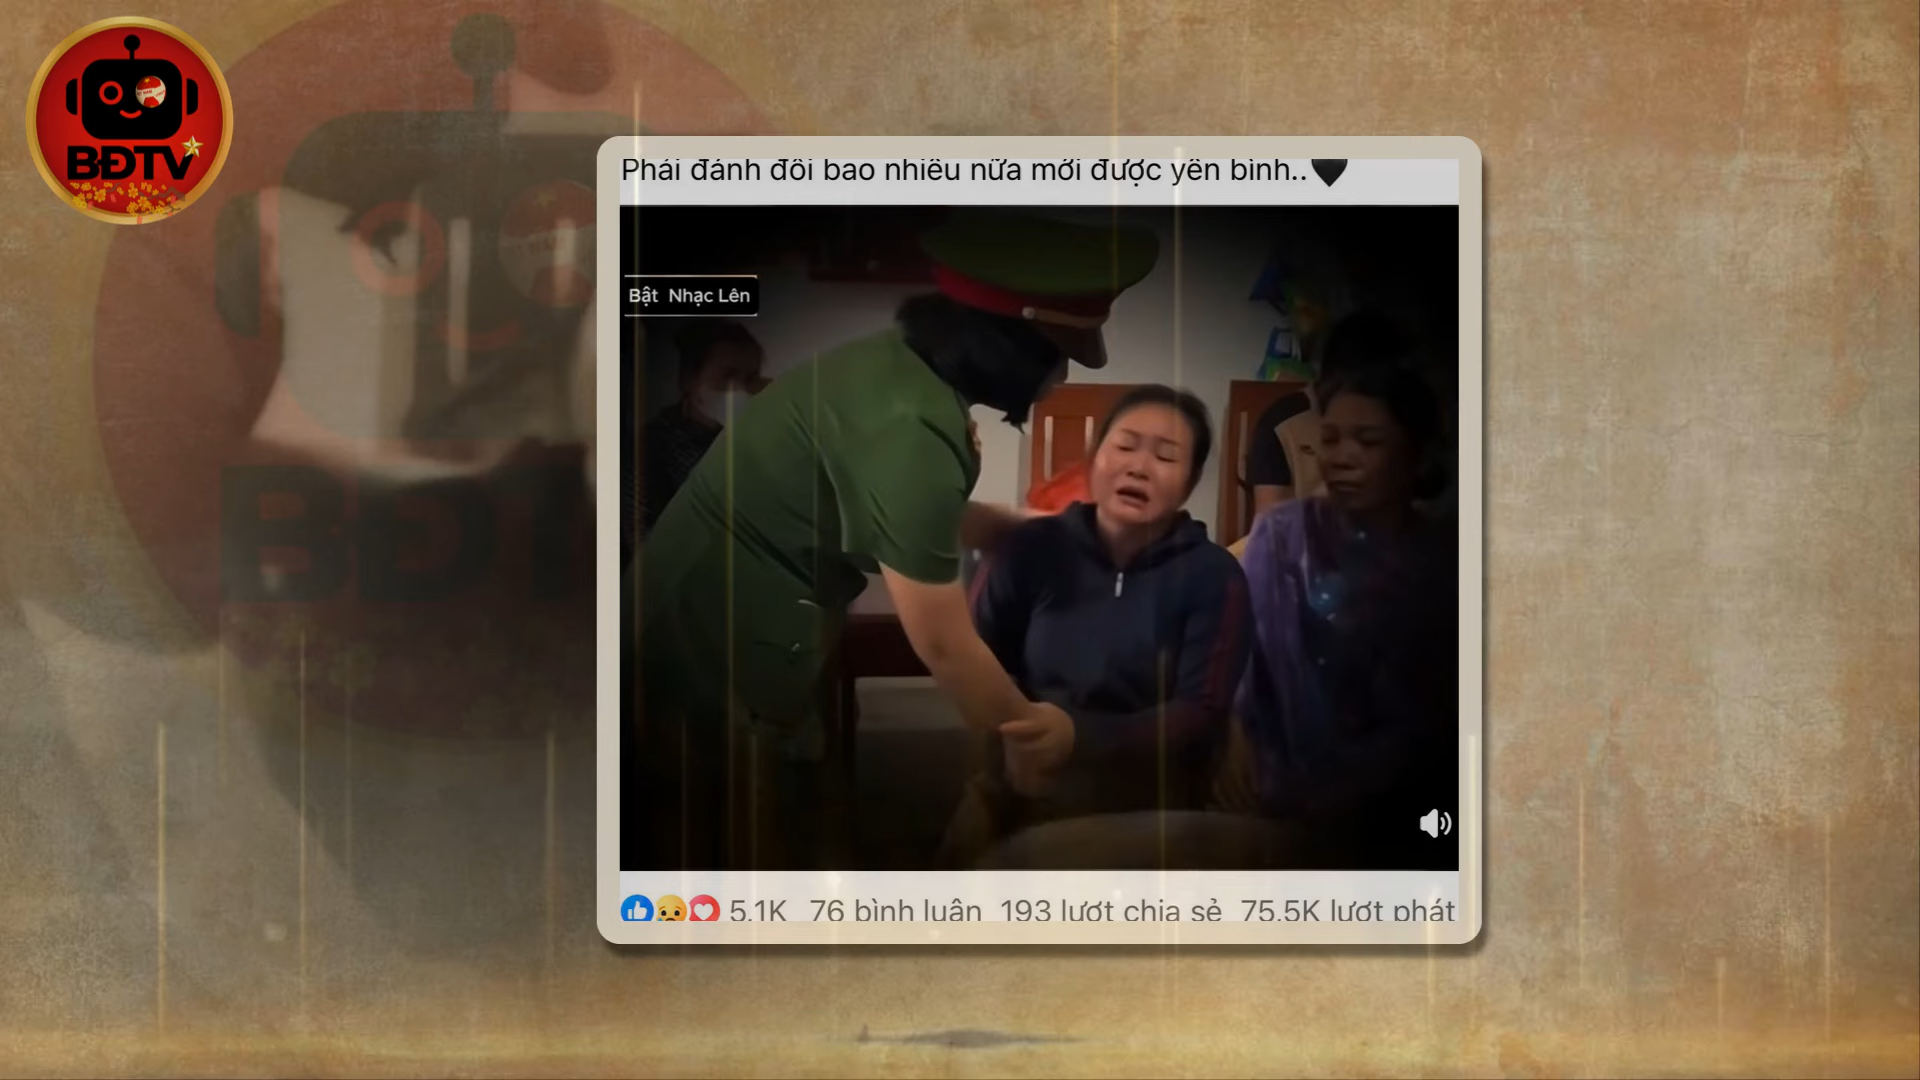 BĐTV
Phải đánh đổi bao nhiêu nữa mới được yên bình..🖤
Bật Nhạc Lên
5,1K 76 bình luận 193 lượt chia sẻ 75,5K lượt phát